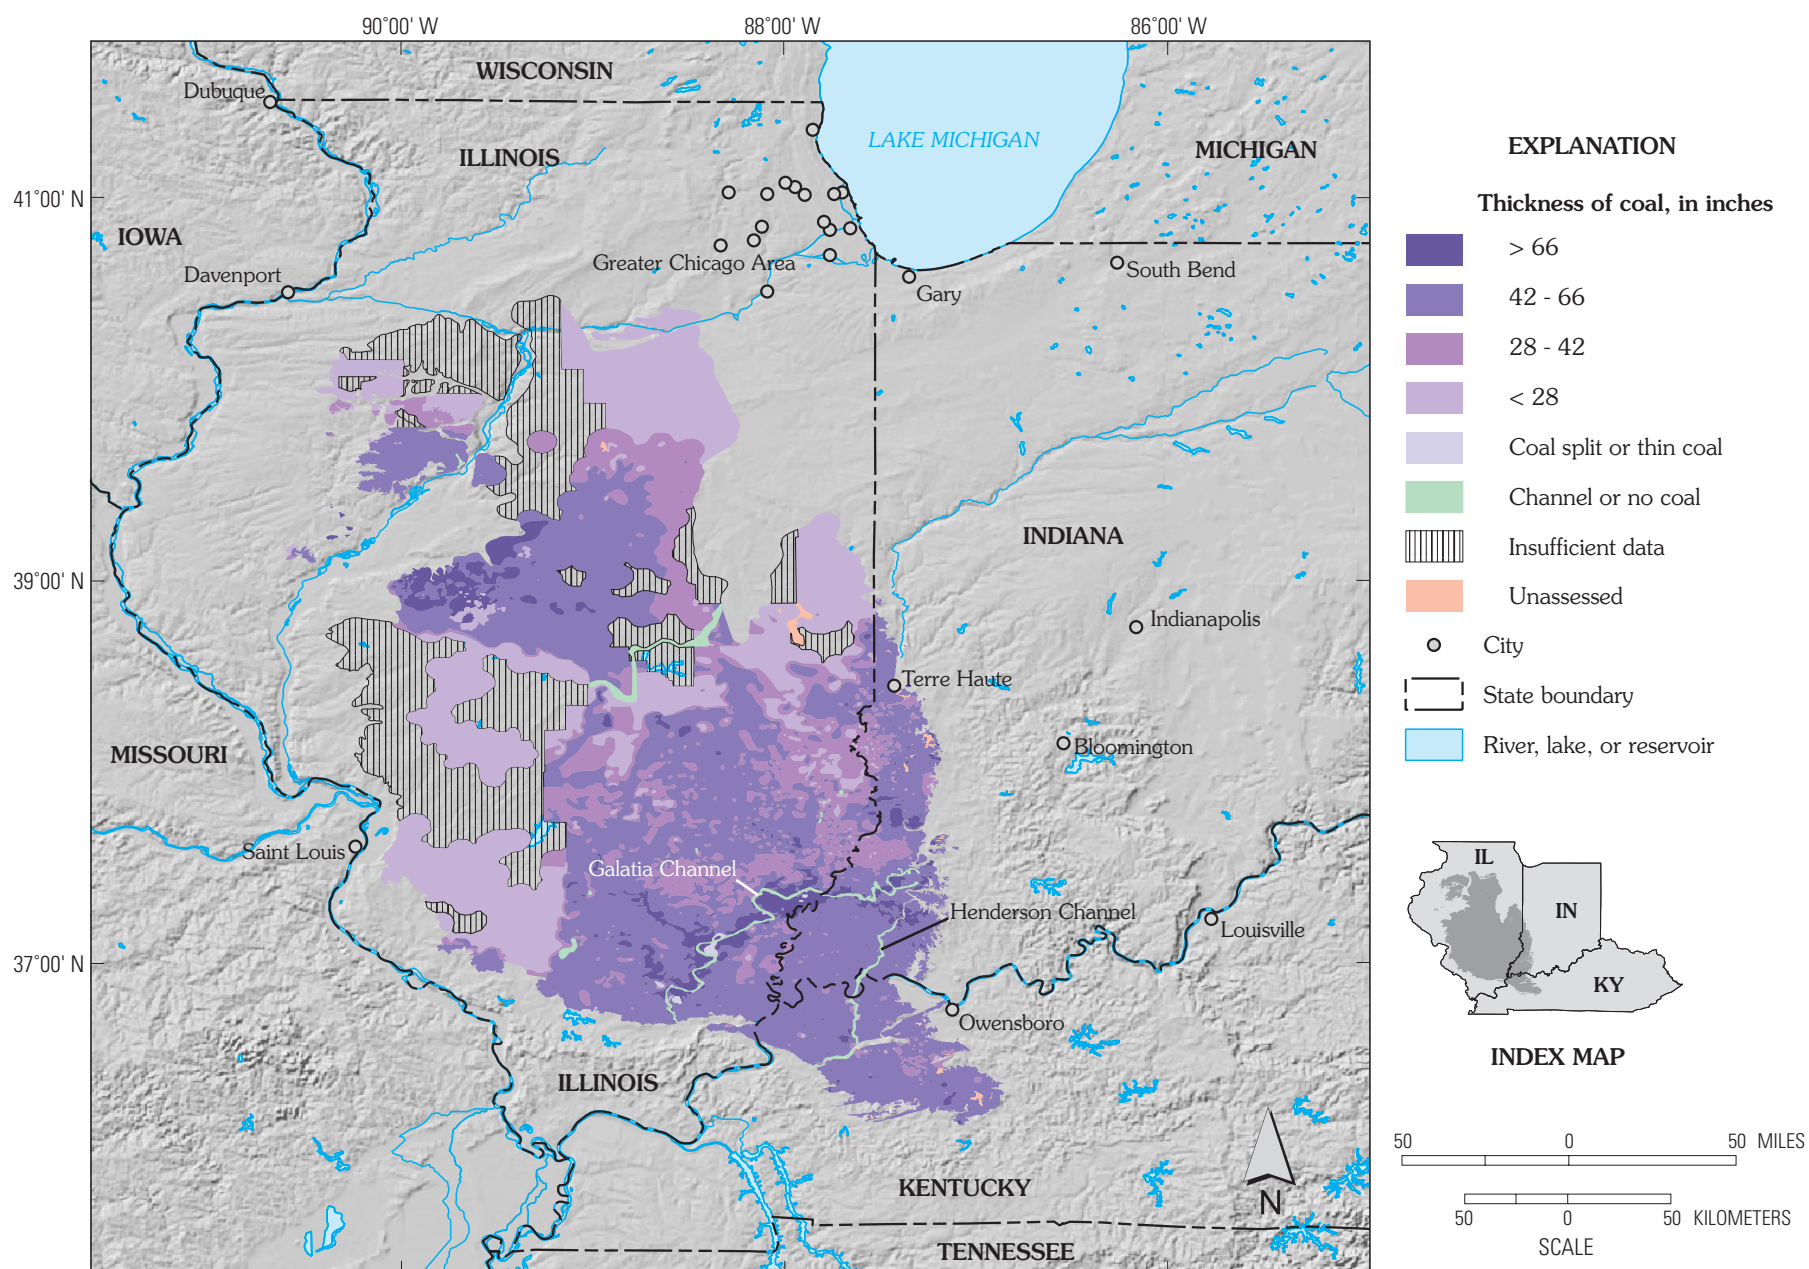 90°00' W
88°00' W
86°00' W
WISCONSIN
Dubuque
LAKE MICHIGAN
ILLINOIS
MICHIGAN
41°00' N
IOWA
Greater Chicago Area
South Bend
Davenport
Gary
INDIANA
39°00' N
Indianapolis
Terre Haute
MISSOURI
Bloomington
Saint Louis
Galatia Channel
Henderson Channel
Louisville
37°00' N
Owensboro
ILLINOIS
KENTUCKY
N
TENNESSEE
EXPLANATION
Thickness of coal, in inches
> 66
42 - 66
28 - 42
< 28
Coal split or thin coal
Channel or no coal
Insufficient data
Unassessed
City
State boundary
River, lake, or reservoir
IL
IN
KY
INDEX MAP
50 0 50 MILES
50 0 50 KILOMETERS
SCALE